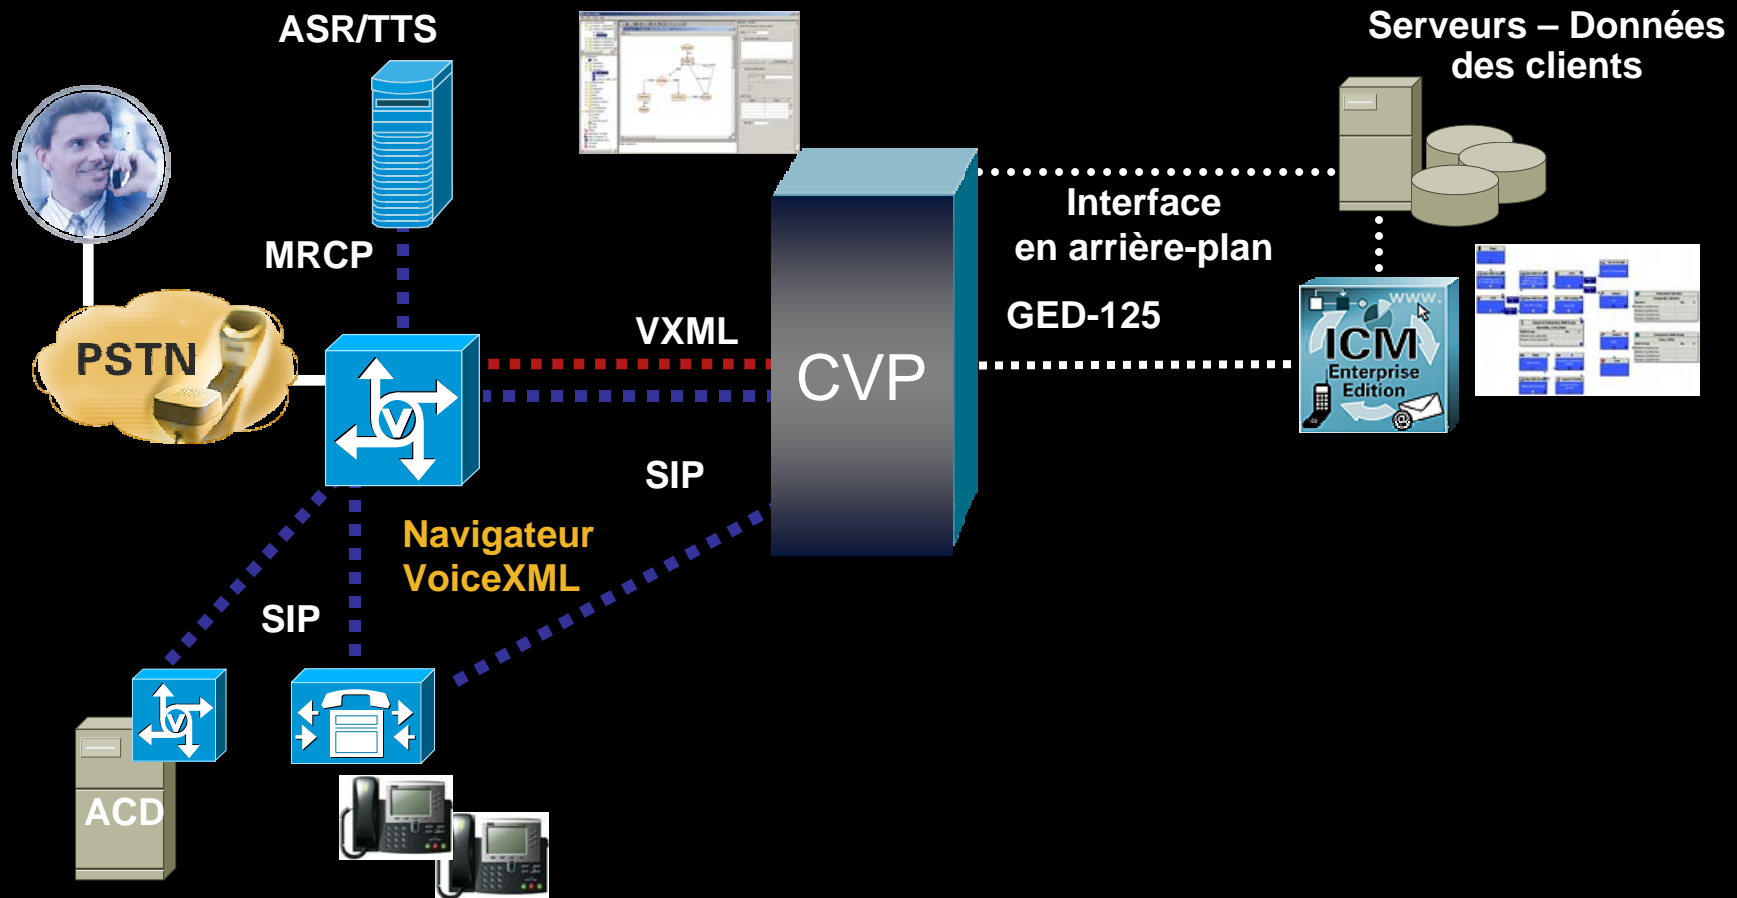 ASR/TTS
Serveurs – Données
des clients
MRCP
Interface
en arrière-plan
PSTN
VXML
GED-125
CVP
www.
ICM
Enterprise
Edition
@
V
SIP
Navigateur
VoiceXML
SIP
V
ACD